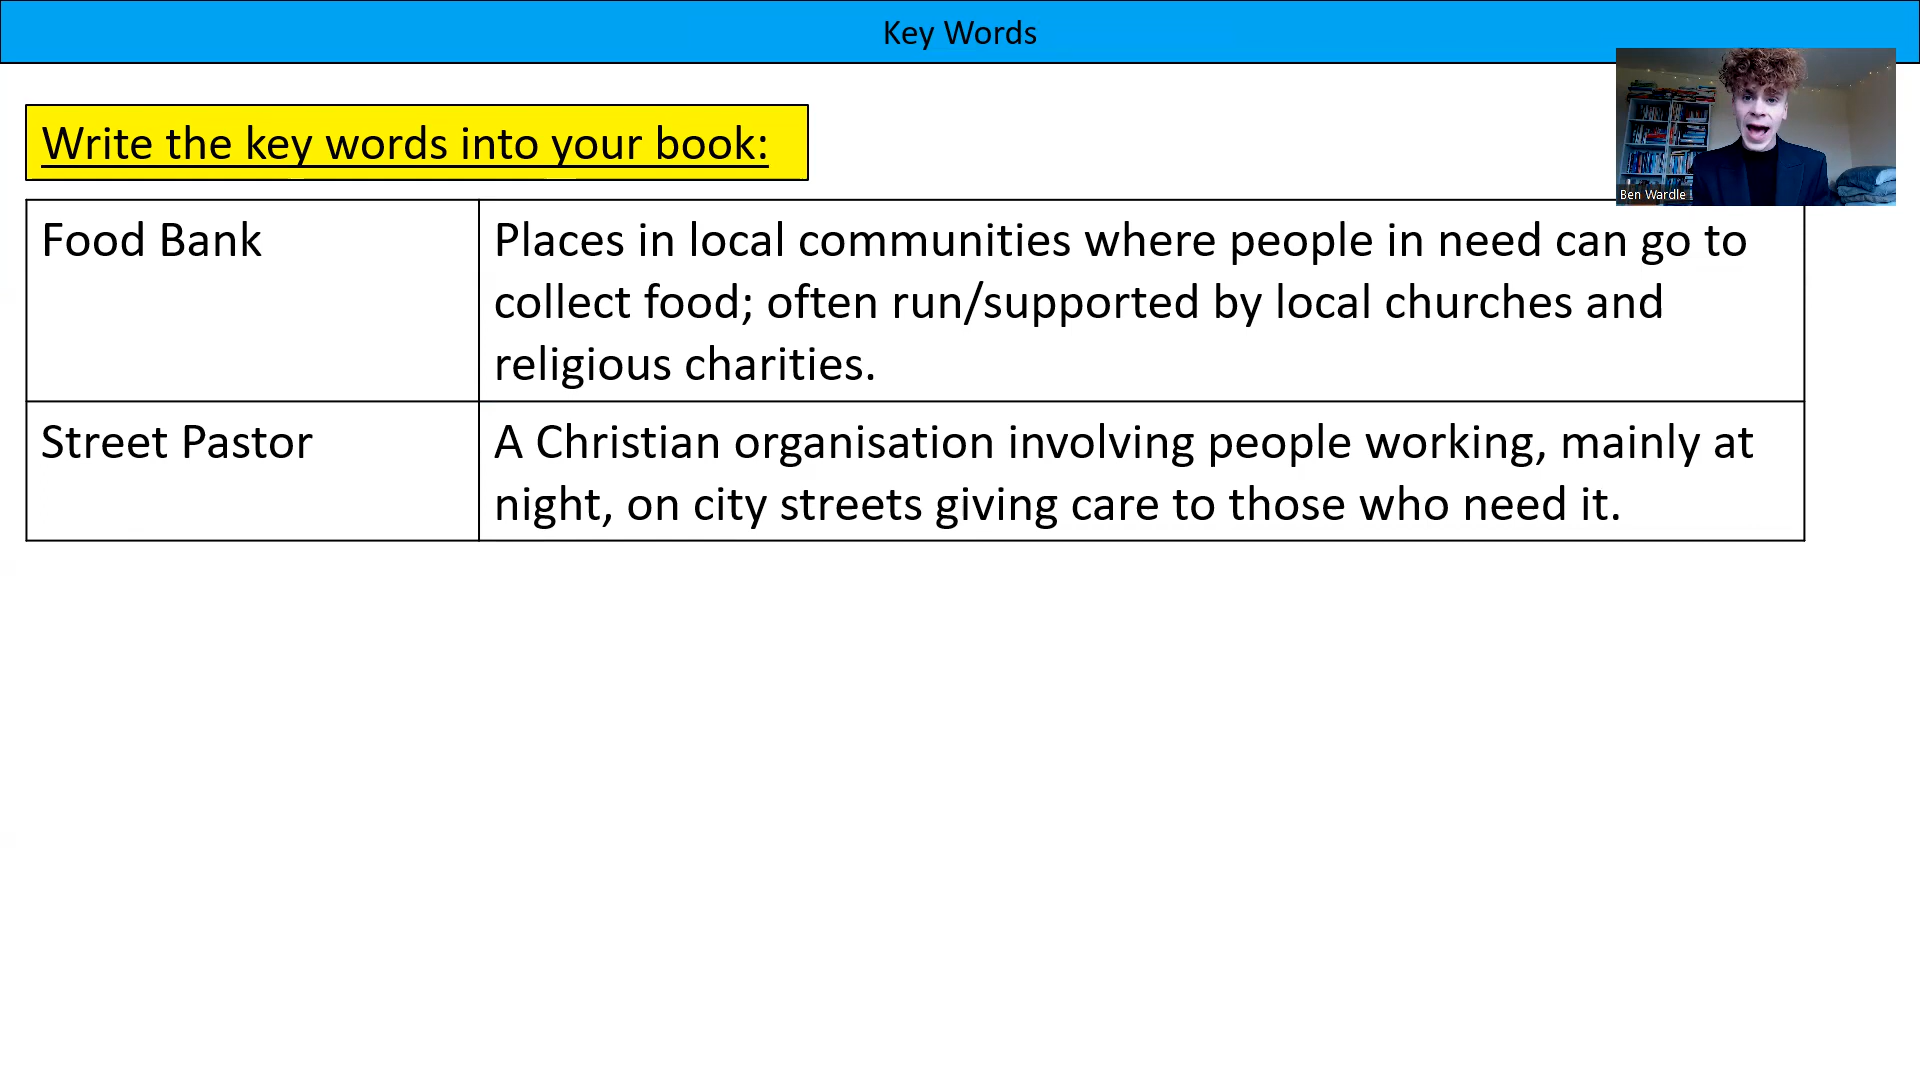 Key Words
Write the key words into your book:
Ben Wardle
Food Bank
Places in local communities where people in need can go to
collect food; often run/supported by local churches and
religious charities.
Street Pastor
A Christian organisation involving people working, mainly at
night, on city streets giving care to those who need it.